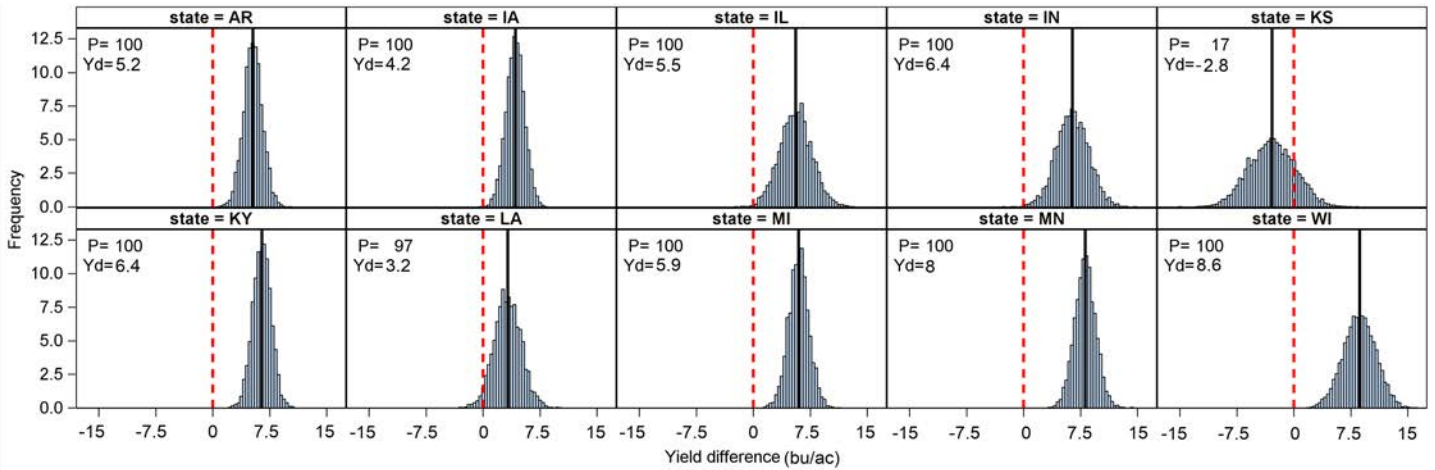 state = AR
state = IA
state = IL
state = IN
state = KS
P= 100
Yd=5.2
P= 100
Yd=4.2
P= 100
Yd=5.5
P= 100
Yd=6.4
P= 17
Yd=-2.8
12.5
10.0
7.5
5.0
2.5
0.0
state = KY
state = LA
state = MI
state = MN
state = WI
P= 100
Yd=6.4
P= 97
Yd=3.2
P= 100
Yd=5.9
P= 100
Yd=8
P= 100
Yd=8.6
12.5
10.0
7.5
5.0
2.5
0.0
Frequency
-15 -7.5 0 7.5 15 -15 -7.5 0 7.5 15 -15 -7.5 0 7.5 15 -15 -7.5 0 7.5 15 -15 -7.5 0 7.5 15
Yield difference (bu/ac)